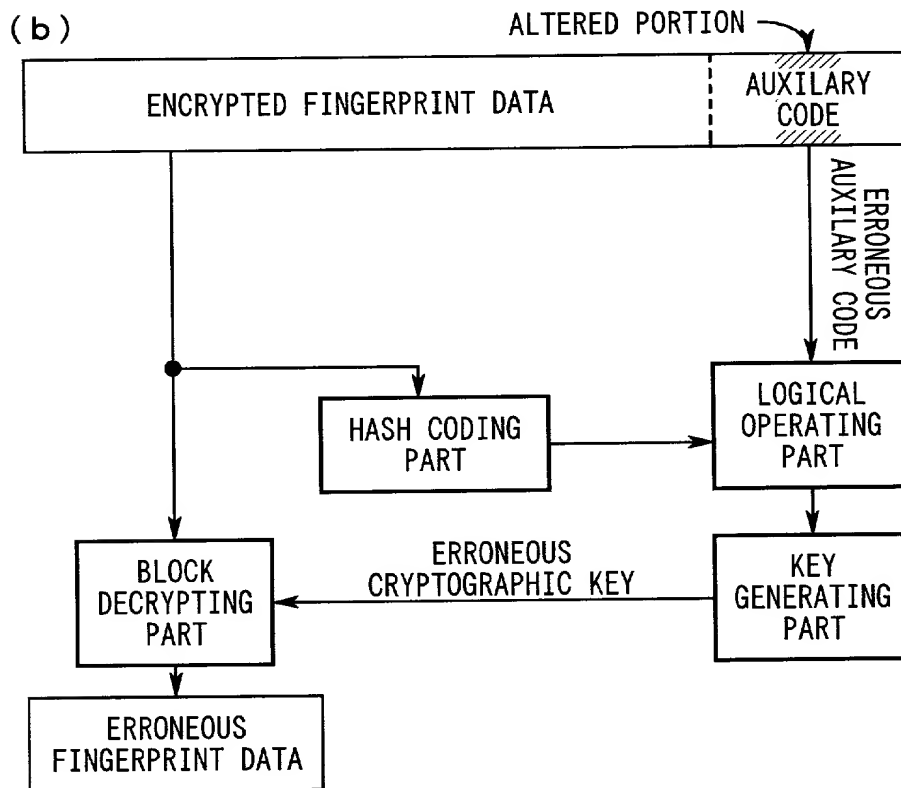 (b)
ALTERED PORTION
ENCRYPTED FINGERPRINT DATA
AUXILARY
CODE
ERRONEOUS
AUXILARY CODE
HASH CODING
PART
LOGICAL
OPERATING
PART
BLOCK
DECRYPTING
PART
ERRONEOUS
CRYPTOGRAPHIC KEY
KEY
GENERATING
PART
ERRONEOUS
FINGERPRINT DATA